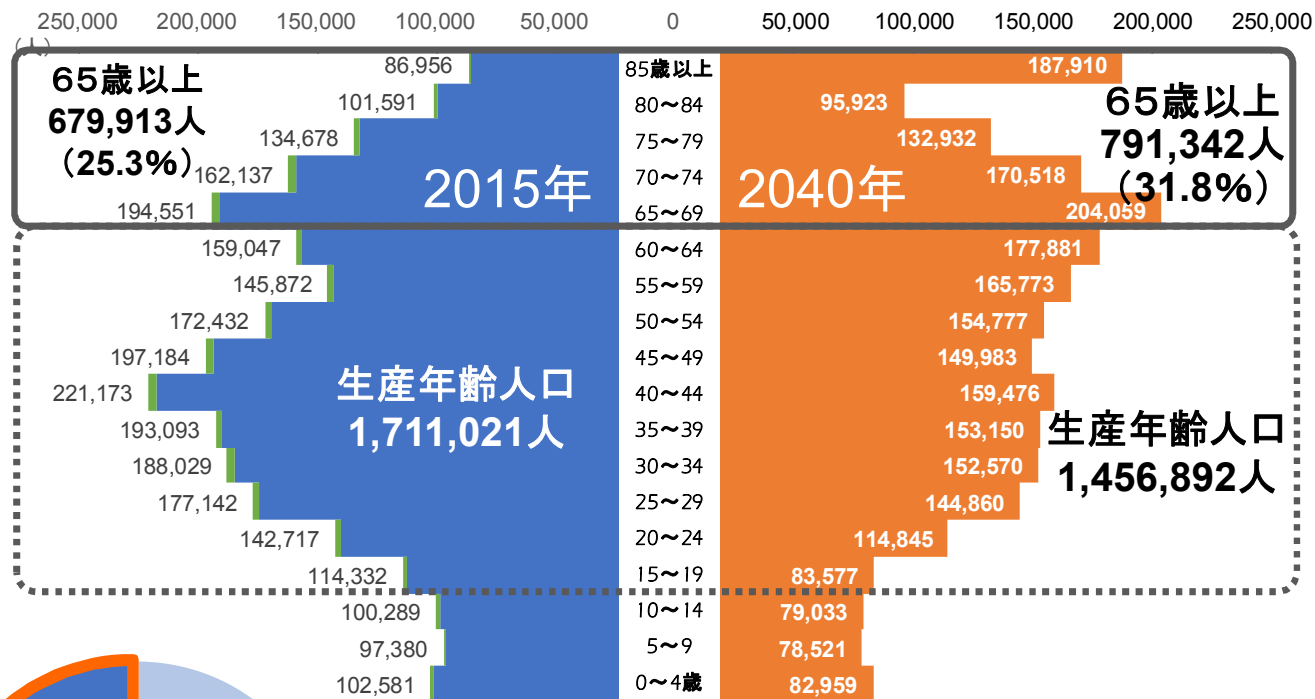 250,000 200,000 150,000 100,000 50,000 0 50,000 100,000 150,000 200,000 250,000
(人)
86,956 85歳以上 187,910
101,591 80〜84 95,923
134,678 75〜79 132,932
162,137 70〜74 170,518
194,551 65〜69 204,059
159,047 60〜64 177,881
145,872 55〜59 165,773
172,432 50〜54 154,777
197,184 45〜49 149,983
221,173 40〜44 159,476
193,093 35〜39 153,150
188,029 30〜34 152,570
177,142 25〜29 144,860
142,717 20〜24 114,845
114,332 15〜19 83,577
100,289 10〜14 79,033
97,380 5〜9 78,521
102,581 0〜4歳 82,959
65歳以上
679,913人
(25.3%)
2015年
生産年齢人口
1,711,021人
2040年
65歳以上
791,342人
(31.8%)
生産年齢人口
1,456,892人